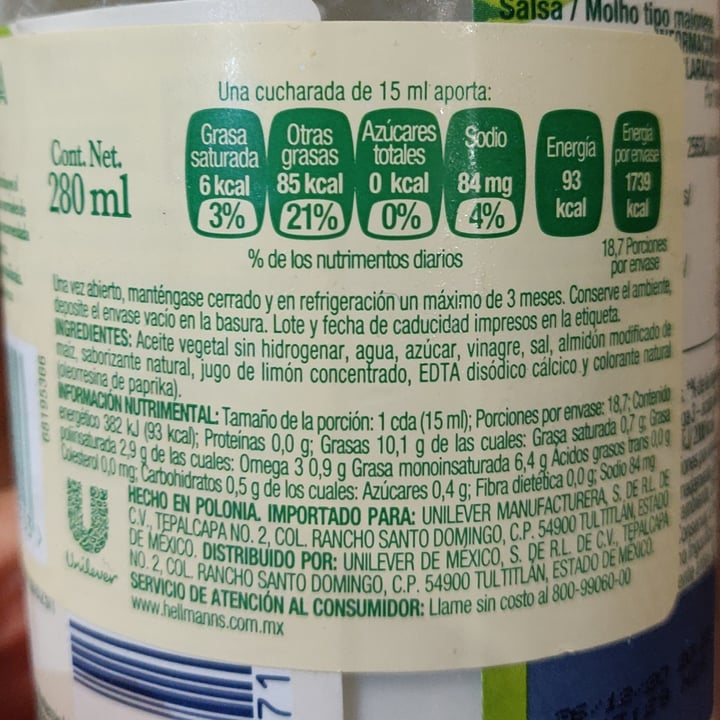 Salsa / Molho tipo
Una cucharada de 15 ml aporta:
Cont. Net.
280 ml
Grasa saturada
6 kcal
3%
Otras grasas
85 kcal
21%
Azúcares totales
0 kcal
0%
Sodio
84 mg
4%
Energía
93
kcal
Energía por envase
1739
kcal
% de los nutrimentos diarios
18,7 Porciones
por envase
Una vez abierto, manténgase cerrado y en refrigeración un máximo de 3 meses. Conserve el ambiente,
deposite el envase vacío en la basura. Lote y fecha de caducidad impresos en la etiqueta.
INGREDIENTES: Aceite vegetal sin hidrogenar, agua, azúcar, vinagre, sal, almidón modificado de
maíz, saborizante natural, jugo de limón concentrado, EDTA disódico cálcico y colorante natural
(oleorresina de paprika).
INFORMACIÓN NUTRIMENTAL: Tamaño de la porción: 1 cda (15 ml); Porciones por envase: 18,7; Contenido
energético 382 kJ (93 kcal); Proteínas 0,0 g; Grasas 10,1 g de las cuales: Grasa saturada 0,7 g; Grasa
poliinsaturada 2,9 g de las cuales: Omega 3 0,9 g Grasa monoinsaturada 6,4 g Ácidos grasos trans 0,0 g
Colesterol 0,0 mg; Carbohidratos 0,5 g de los cuales: Azúcares 0,4 g; Fibra dietética 0,0 g; Sodio 84 mg
HECHO EN POLONIA. IMPORTADO PARA: UNILEVER MANUFACTURERA, S. DE R.L. DE
C.V., TEPALCAPA NO. 2, COL. RANCHO SANTO DOMINGO, C.P. 54900 TULTITLÁN, ESTADO
DE MÉXICO. DISTRIBUIDO POR: UNILEVER DE MÉXICO, S. DE R.L. DE C.V., TEPALCAPA
NO. 2, COL. RANCHO SANTO DOMINGO, C.P. 54900 TULTITLÁN, ESTADO DE MÉXICO.
SERVICIO DE ATENCIÓN AL CONSUMIDOR: Llame sin costo al 800-99060-00
www.hellmanns.com.mx
Unilever
68195366
71